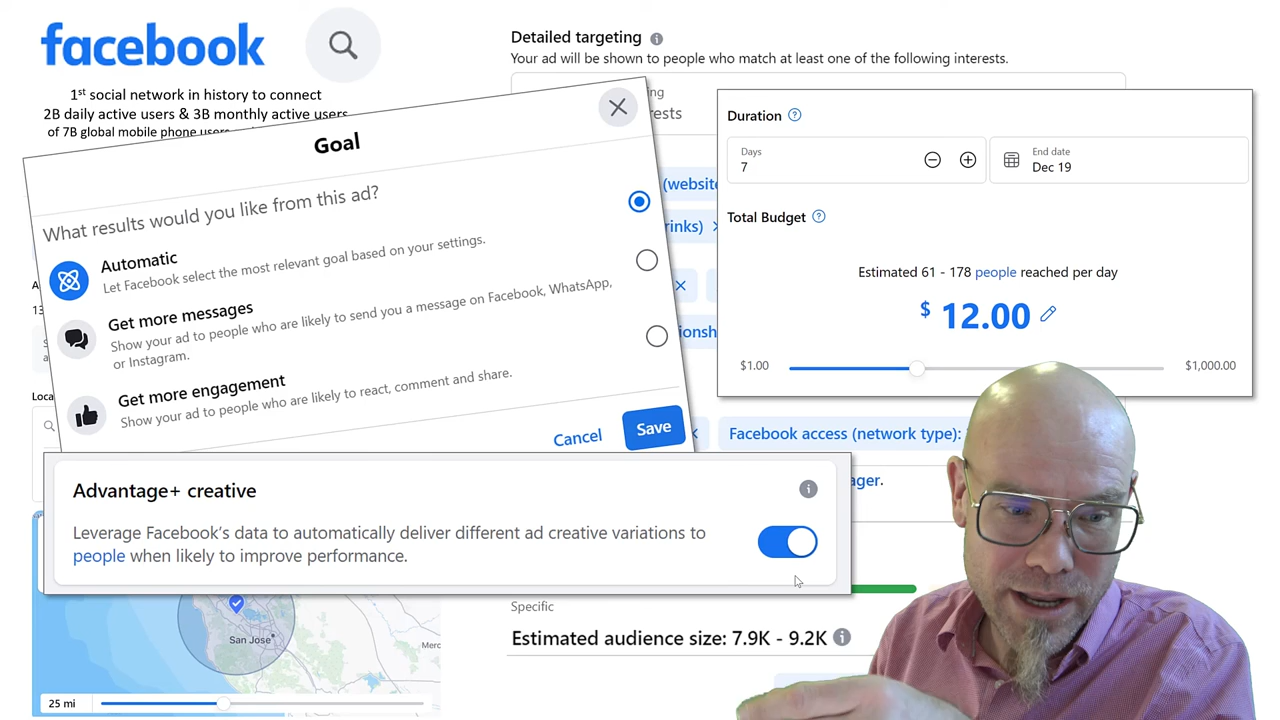 facebook
1st social network in history to connect
2B daily active users & 3B monthly active users
of 7B global mobile phone users
Detailed targeting
Your ad will be shown to people who match at least one of the following interests.
Goal
What results would you like from this ad?
Automatic
Let Facebook select the most relevant goal based on your settings.
Get more messages
Show your ad to people who are likely to send you a message on Facebook, WhatsApp,
or Instagram.
Get more engagement
Show your ad to people who are likely to react, comment and share.
Cancel
Save
Duration
Days
7
End date
Dec 19
Total Budget
Estimated 61 - 178 people reached per day
$ 12.00
$1.00
$1,000.00
(website
Facebook access (network type):
Advantage+ creative
Leverage Facebook's data to automatically deliver different ad creative variations to
people when likely to improve performance.
Specific
Estimated audience size: 7.9K - 9.2K
San Jose
25 mi